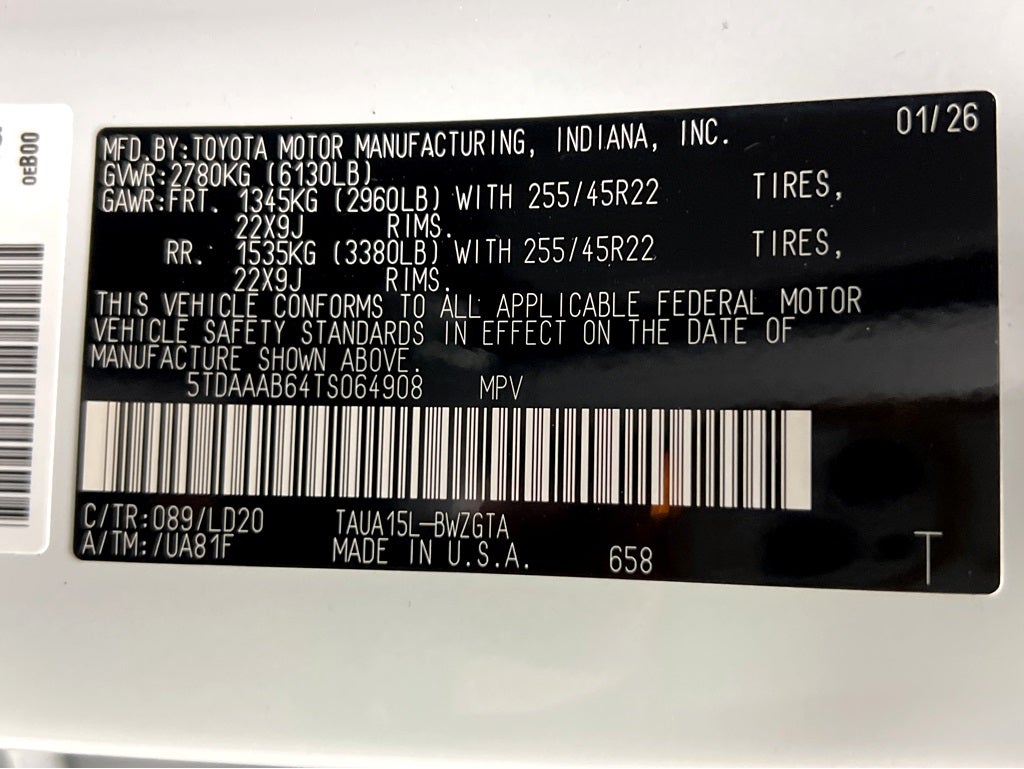 0EB00
01/26
MFD.BY:TOYOTA MOTOR MANUFACTURING, INDIANA, INC.
GVWR:2780KG (6130LB)
GAWR:FRT. 1345KG (2960LB) WITH 255/45R22 TIRES,
22X9J RIMS.
RR. 1535KG (3380LB) WITH 255/45R22 TIRES,
22X9J RIMS.
THIS VEHICLE CONFORMS TO ALL APPLICABLE FEDERAL MOTOR
VEHICLE SAFETY STANDARDS IN EFFECT ON THE DATE OF
MANUFACTURE SHOWN ABOVE.
5TDAAAB64TS064908 MPV
C/TR:089/LD20 TAUA15L-BWZGTA
A/TM:/UA81F MADE IN U.S.A. 658 T